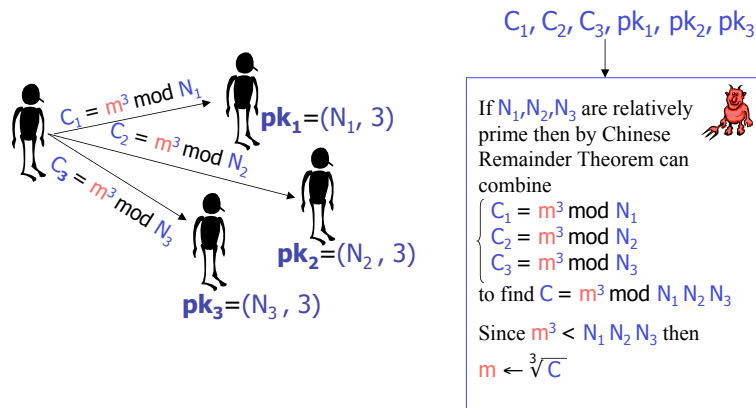 C₁, C₂, C₃, pk₁, pk₂, pk₃
C₁ = m³ mod N₁
pk₁=(N₁, 3)
C₂ = m³ mod N₂
C₃ = m³ mod N₃
pk₂=(N₂ , 3)
pk₃=(N₃ , 3)
If N₁,N₂,N₃ are relatively
prime then by Chinese
Remainder Theorem can
combine
C₁ = m³ mod N₁
C₂ = m³ mod N₂
C₃ = m³ mod N₃
to find C = m³ mod N₁ N₂ N₃
Since m³ < N₁ N₂ N₃ then
m ← ∛C